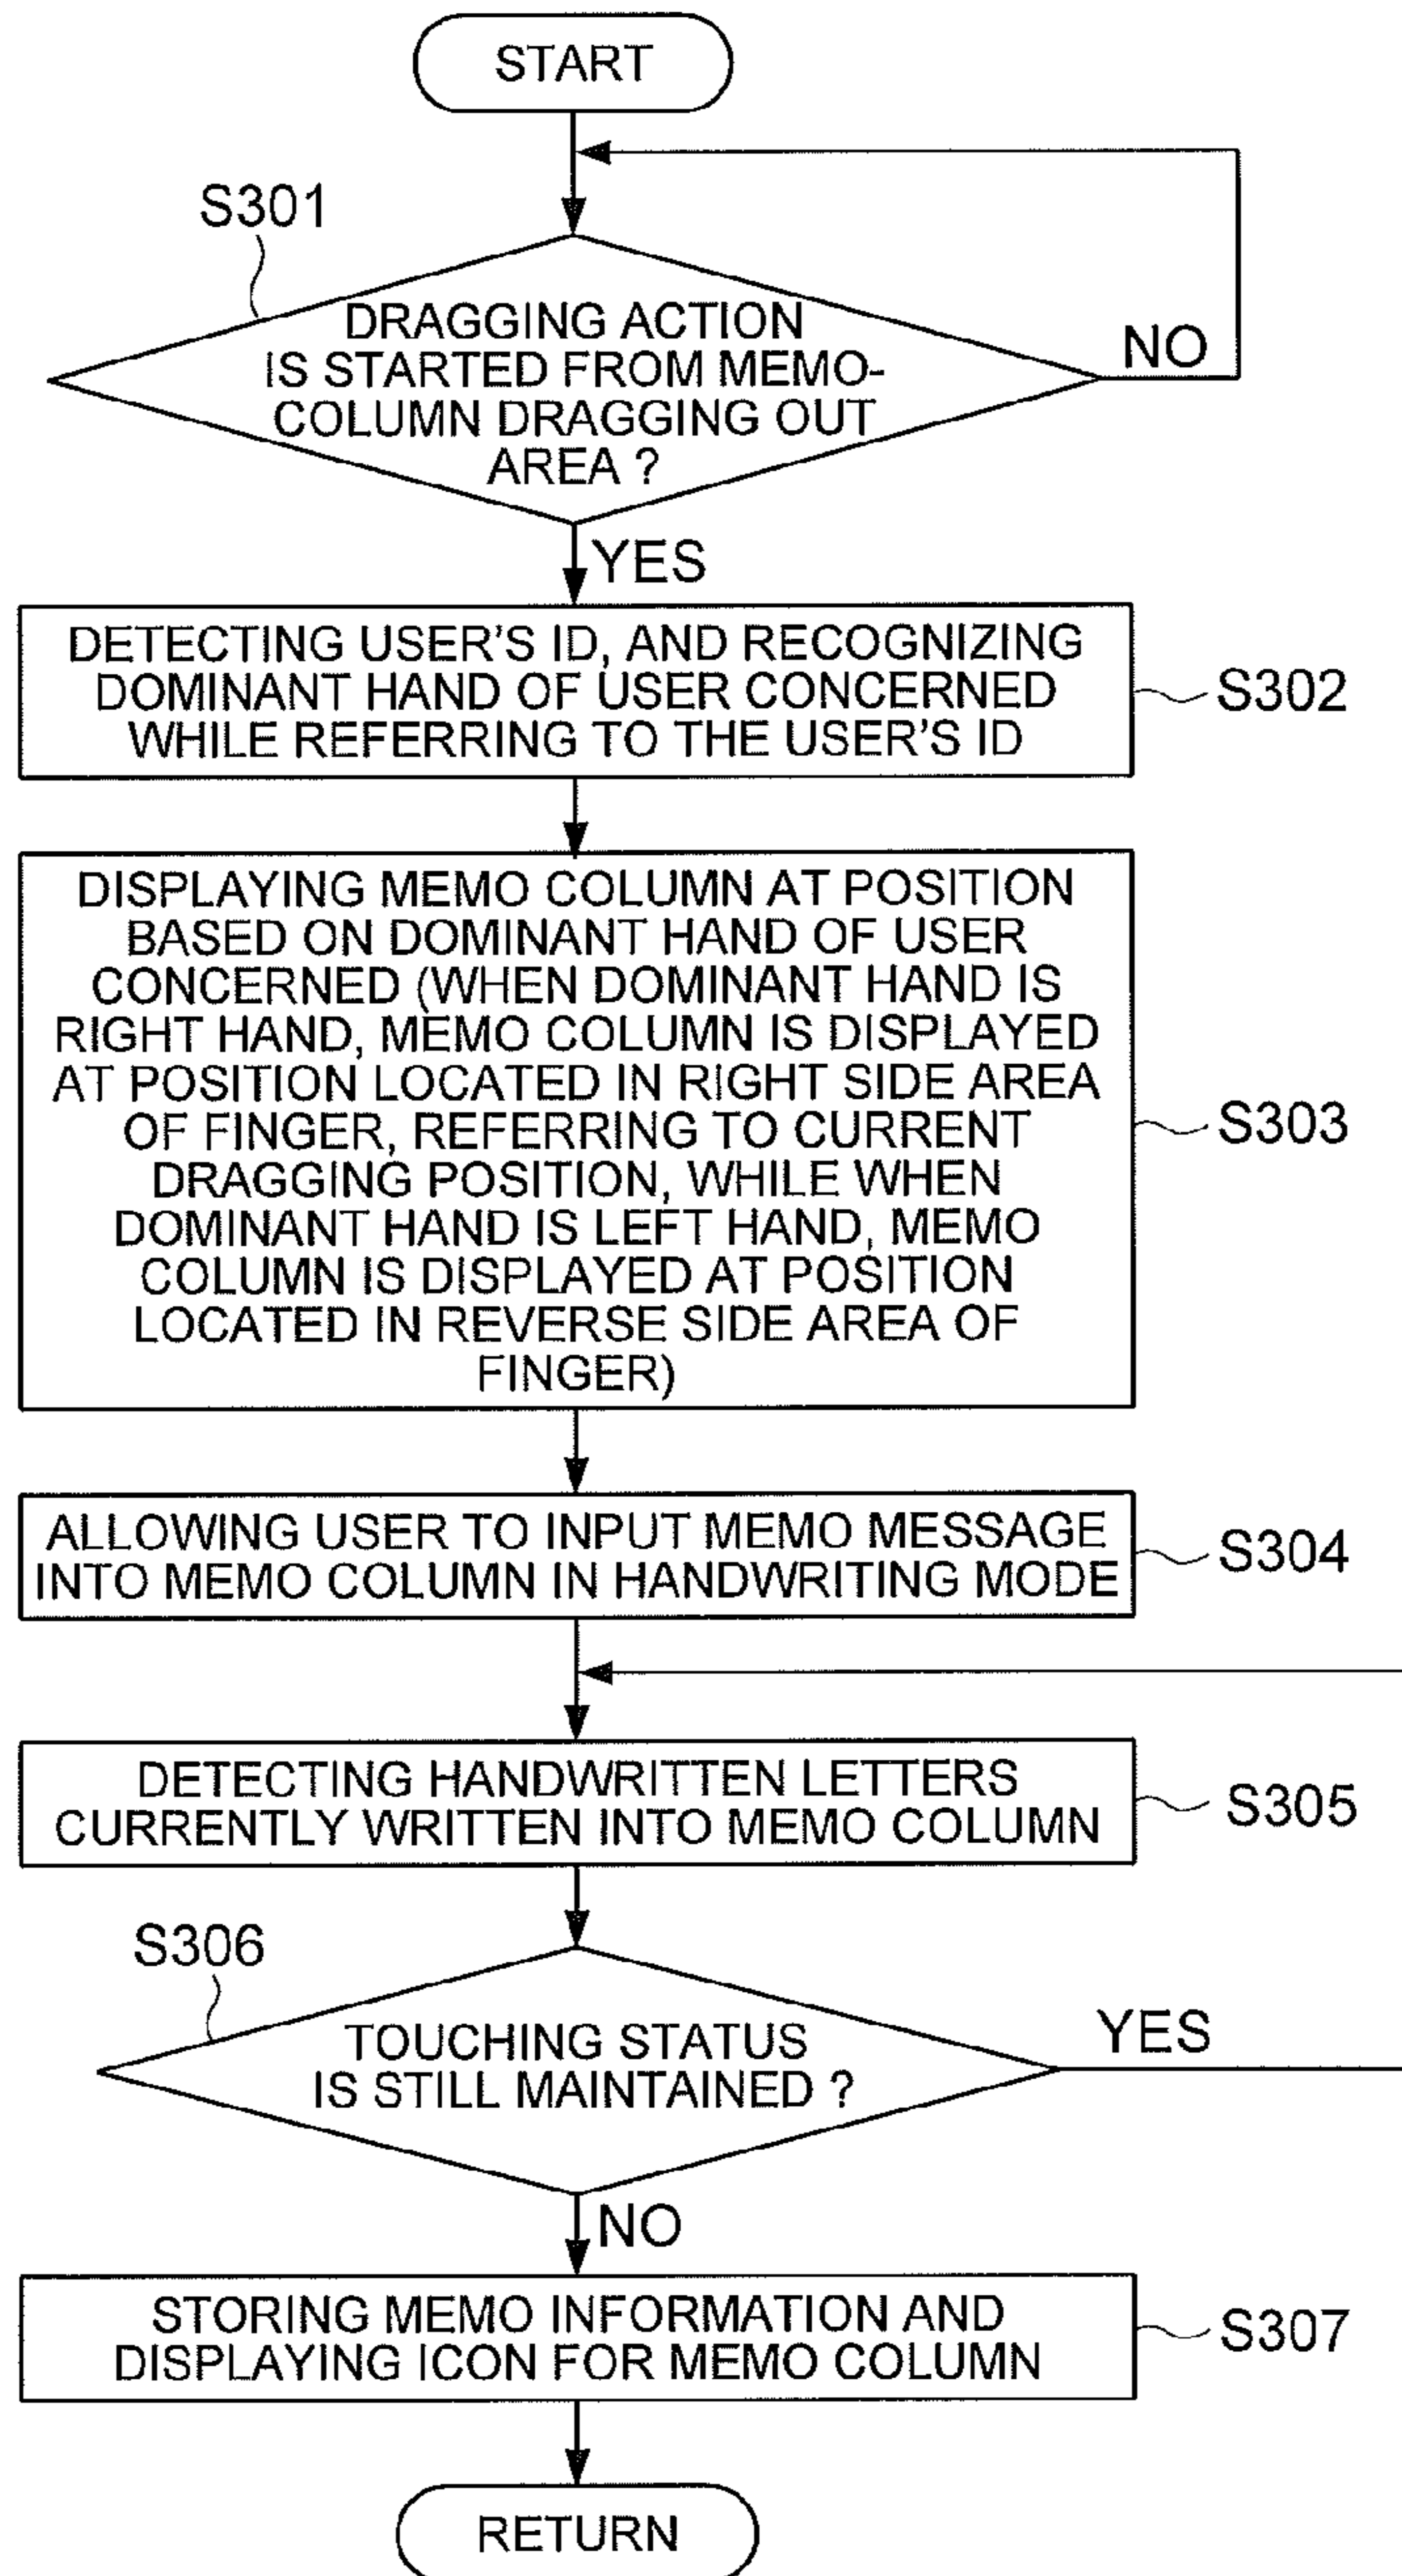 START
S301
DRAGGING ACTION
IS STARTED FROM MEMO-
COLUMN DRAGGING OUT
AREA ?
NO
YES
DETECTING USER'S ID, AND RECOGNIZING
DOMINANT HAND OF USER CONCERNED
WHILE REFERRING TO THE USER'S ID
S302
DISPLAYING MEMO COLUMN AT POSITION
BASED ON DOMINANT HAND OF USER
CONCERNED (WHEN DOMINANT HAND IS
RIGHT HAND, MEMO COLUMN IS DISPLAYED
AT POSITION LOCATED IN RIGHT SIDE AREA
OF FINGER, REFERRING TO CURRENT
DRAGGING POSITION, WHILE WHEN
DOMINANT HAND IS LEFT HAND, MEMO
COLUMN IS DISPLAYED AT POSITION
LOCATED IN REVERSE SIDE AREA OF
FINGER)
S303
ALLOWING USER TO INPUT MEMO MESSAGE
INTO MEMO COLUMN IN HANDWRITING MODE
S304
DETECTING HANDWRITTEN LETTERS
CURRENTLY WRITTEN INTO MEMO COLUMN
S305
S306
TOUCHING STATUS
IS STILL MAINTAINED ?
YES
NO
STORING MEMO INFORMATION AND
DISPLAYING ICON FOR MEMO COLUMN
S307
RETURN